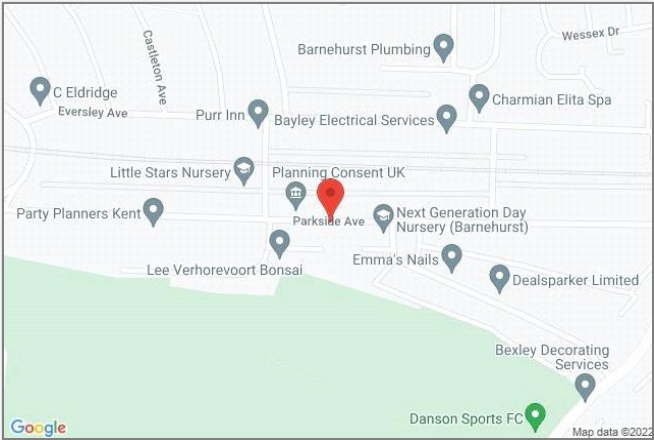 Wessex Dr
Barnehurst Plumbing
Castleton Ave
C Eldridge
Charmian Elita Spa
Eversley Ave
Purr Inn
Bayley Electrical Services
Little Stars Nursery
Planning Consent UK
Party Planners Kent
Parkside Ave
Next Generation Day
Nursery (Barnehurst)
Lee Verhorevoort Bonsai
Emma's Nails
Dealsparker Limited
Bexley Decorating
Services
Danson Sports FC
Google
Map data ©2022